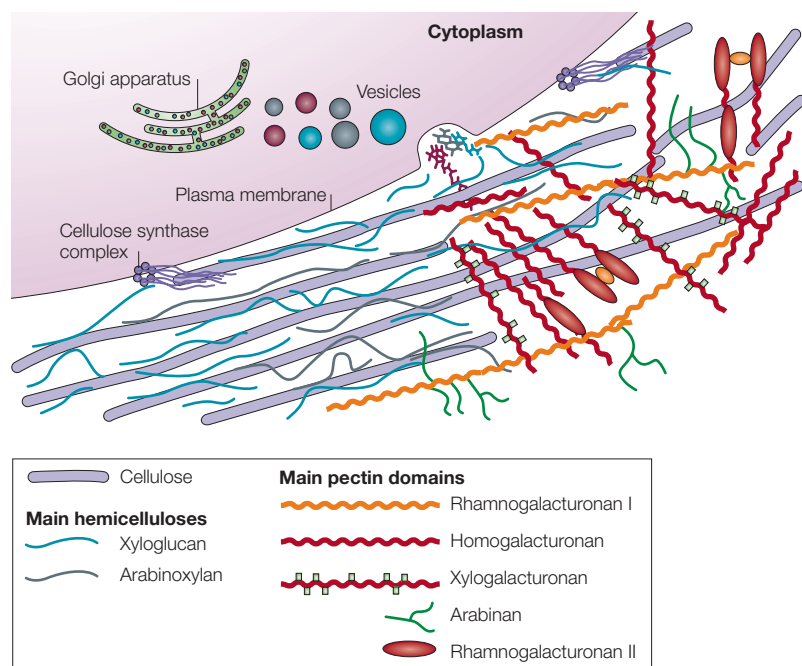 Cytoplasm
Golgi apparatus
Vesicles
Plasma membrane
Cellulose synthase
complex
Cellulose
Main hemicelluloses
Xyloglucan
Arabinoxylan
Main pectin domains
Rhamnogalacturonan I
Homogalacturonan
Xylogalacturonan
Arabinan
Rhamnogalacturonan II